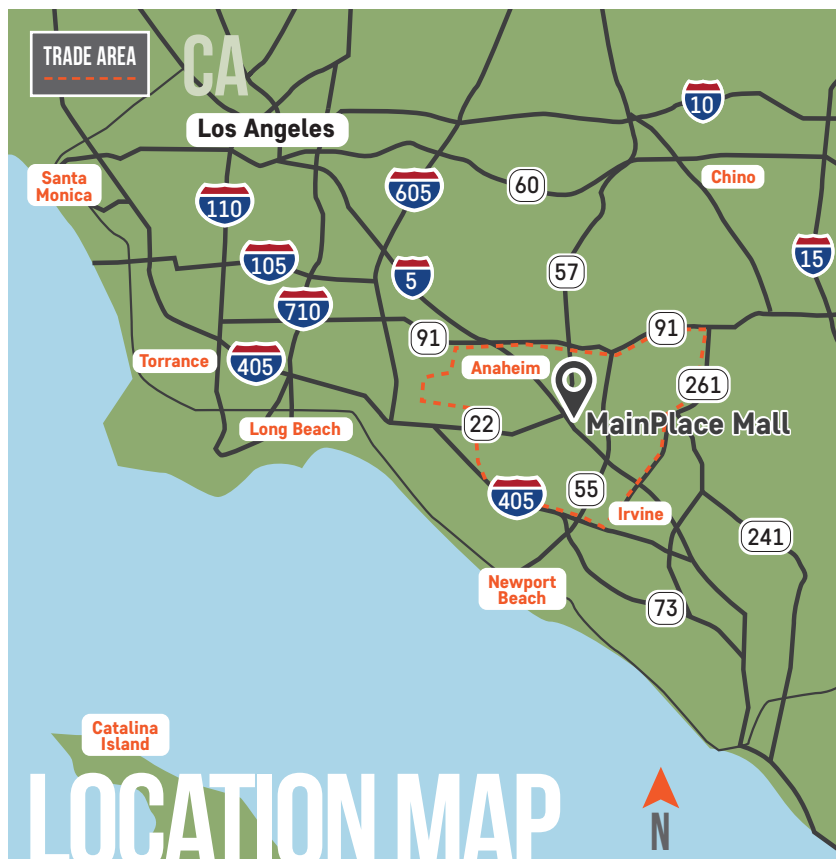 TRADE AREA
CA
Los Angeles
10
Santa
Monica
605
60
Chino
110
105
5
57
15
710
91
91
Torrance
405
Anaheim
261
Long Beach
22
MainPlace Mall
405
55
Irvine
241
Newport
Beach
73
Catalina
Island
LOCATION MAP
N